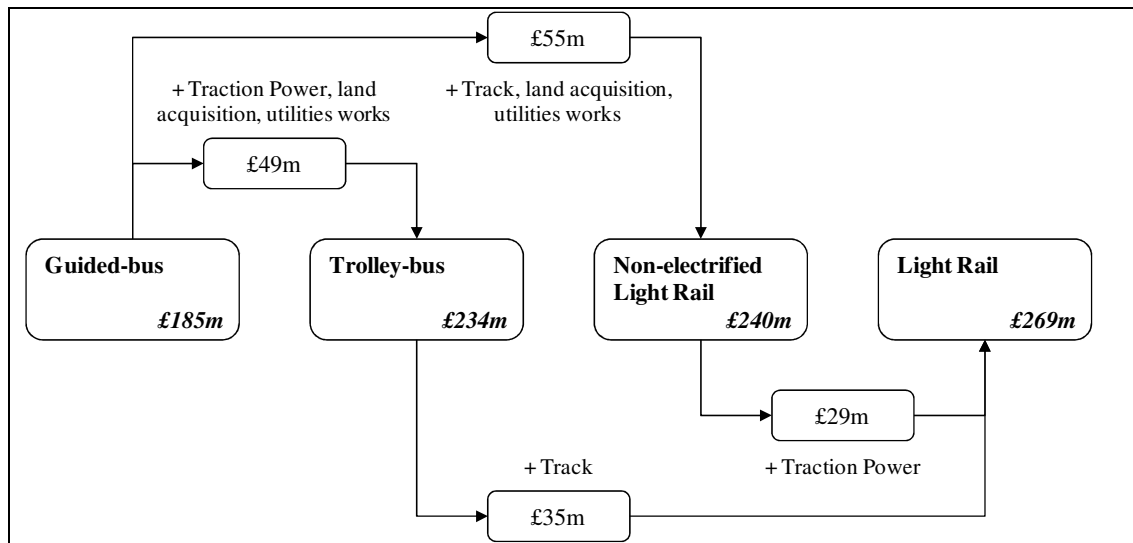 £55m
+ Traction Power, land
acquisition, utilities works
+ Track, land acquisition,
utilities works
£49m
Guided-bus
£185m
Trolley-bus
£234m
Non-electrified
Light Rail
£240m
Light Rail
£269m
£29m
+ Track
+ Traction Power
£35m